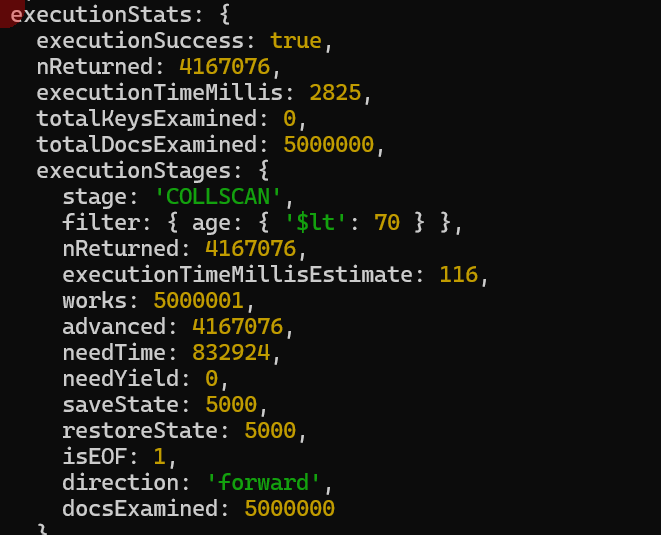 executionStats: {
executionSuccess: true,
nReturned: 4167076,
executionTimeMillis: 2825,
totalKeysExamined: 0,
totalDocsExamined: 5000000,
executionStages: {
stage: 'COLLSCAN',
filter: { age: { '$lt': 70 } },
nReturned: 4167076,
executionTimeMillisEstimate: 116,
works: 5000001,
advanced: 4167076,
needTime: 832924,
needYield: 0,
saveState: 5000,
restoreState: 5000,
isEOF: 1,
direction: 'forward',
docsExamined: 5000000
}